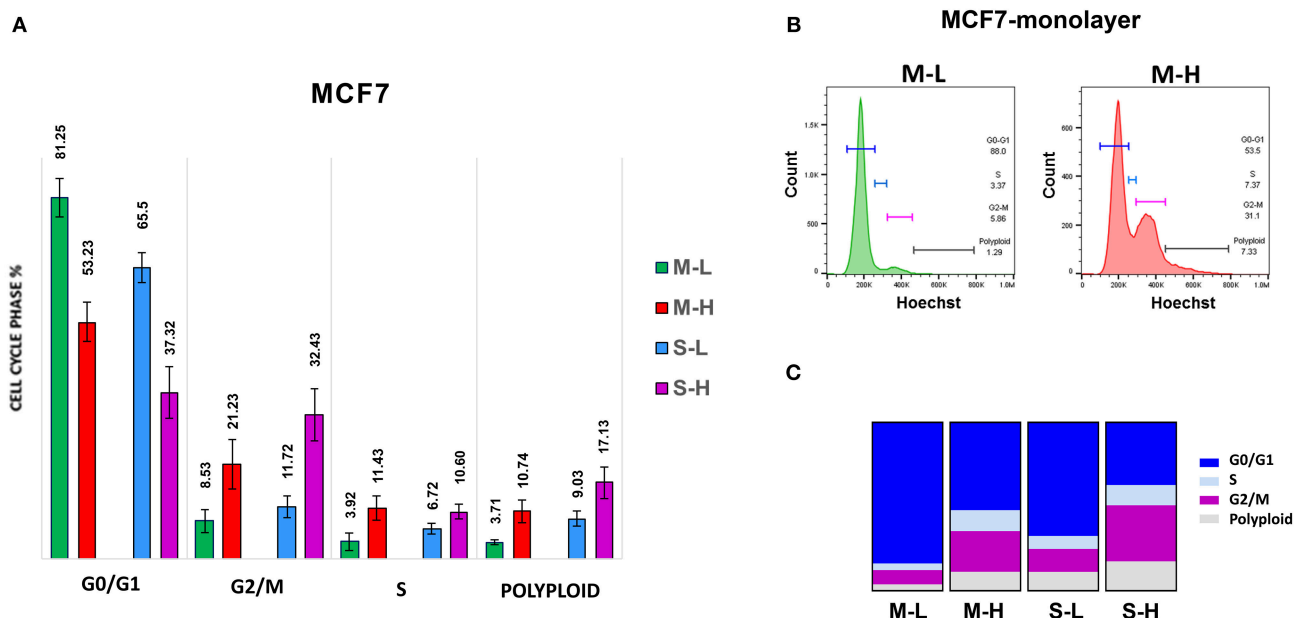 A
MCF7
CELL CYCLE PHASE %
81.25
53.23
65.5
37.32
8.53
21.23
11.72
32.43
3.92
11.43
6.72
10.60
3.71
10.74
9.03
17.13
G0/G1
G2/M
S
POLYPLOID
M-L
M-H
S-L
S-H
B
MCF7-monolayer
M-L
Count
1.5K
1.0K
500
0
G0-G1
88.0
S
3.37
G2-M
5.86
Polyploid
1.29
0 200K 400K 600K 800K 1.0M
Hoechst
M-H
Count
600
400
200
0
G0-G1
53.5
S
7.37
G2-M
31.1
Polyploid
7.33
0 200K 400K 600K 800K 1.0M
Hoechst
C
G0/G1
S
G2/M
Polyploid
M-L M-H S-L S-H